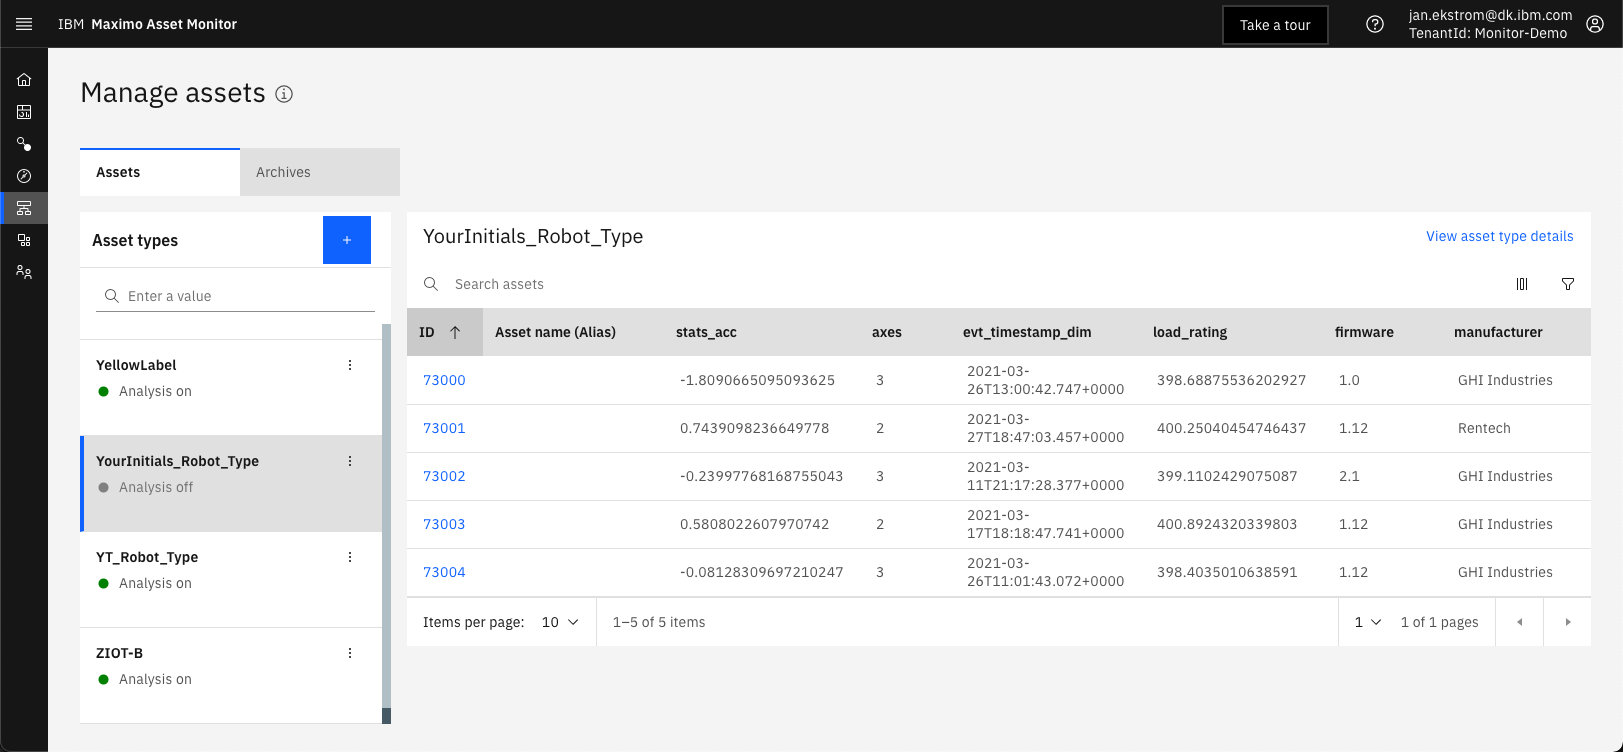 IBM Maximo Asset Monitor
Take a tour
jan.ekstrom@dk.ibm.com
TenantId: Monitor-Demo
Manage assets
Assets
Archives
Asset types
+
Enter a value
YellowLabel
Analysis on
YourInitials_Robot_Type
Analysis off
YT_Robot_Type
Analysis on
ZIOT-B
Analysis on
YourInitials_Robot_Type
View asset type details
Search assets
ID Asset name (Alias) stats_acc axes evt_timestamp_dim load_rating firmware manufacturer
73000 -1.8090665095093625 3 2021-03-
26T13:00:42.747+0000 398.68875536202927 1.0 GHI Industries
73001 0.7439098236649778 2 2021-03-
27T18:47:03.457+0000 400.25040454746437 1.12 Rentech
73002 -0.23997768168755043 3 2021-03-
11T21:17:28.377+0000 399.1102429075087 2.1 GHI Industries
73003 0.5808022607970742 2 2021-03-
17T18:18:47.741+0000 400.8924320339803 1.12 GHI Industries
73004 -0.08128309697210247 3 2021-03-
26T11:01:43.072+0000 398.4035010638591 1.12 GHI Industries
Items per page: 10 1–5 of 5 items 1 1 of 1 pages